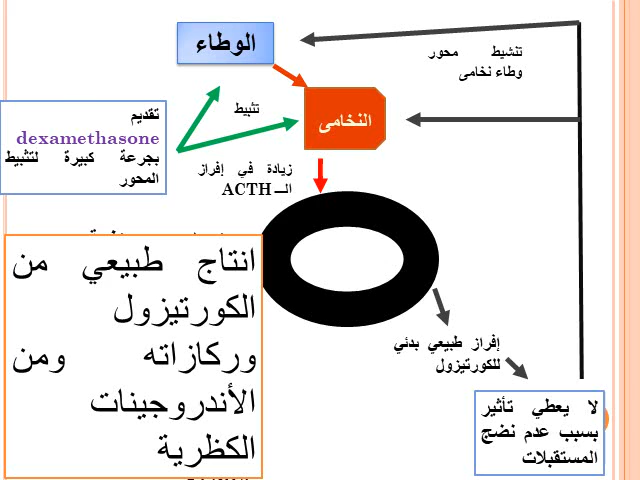 الوطاء
تنشيط محور
وطاء نخامى
تثبيط
النخامى
تقديم
dexamethasone
بجرعة كبيرة لتثبيط
المحور
زيادة في إفراز
الـ ACTH
انتاج طبيعي من
الكورتيزول
وركازاته ومن
الأندروجينات
الكظرية
إفراز طبيعي بدئي
للكورتيزول
لا يعطي تأثير
بسبب عدم نضج
المستقبلات